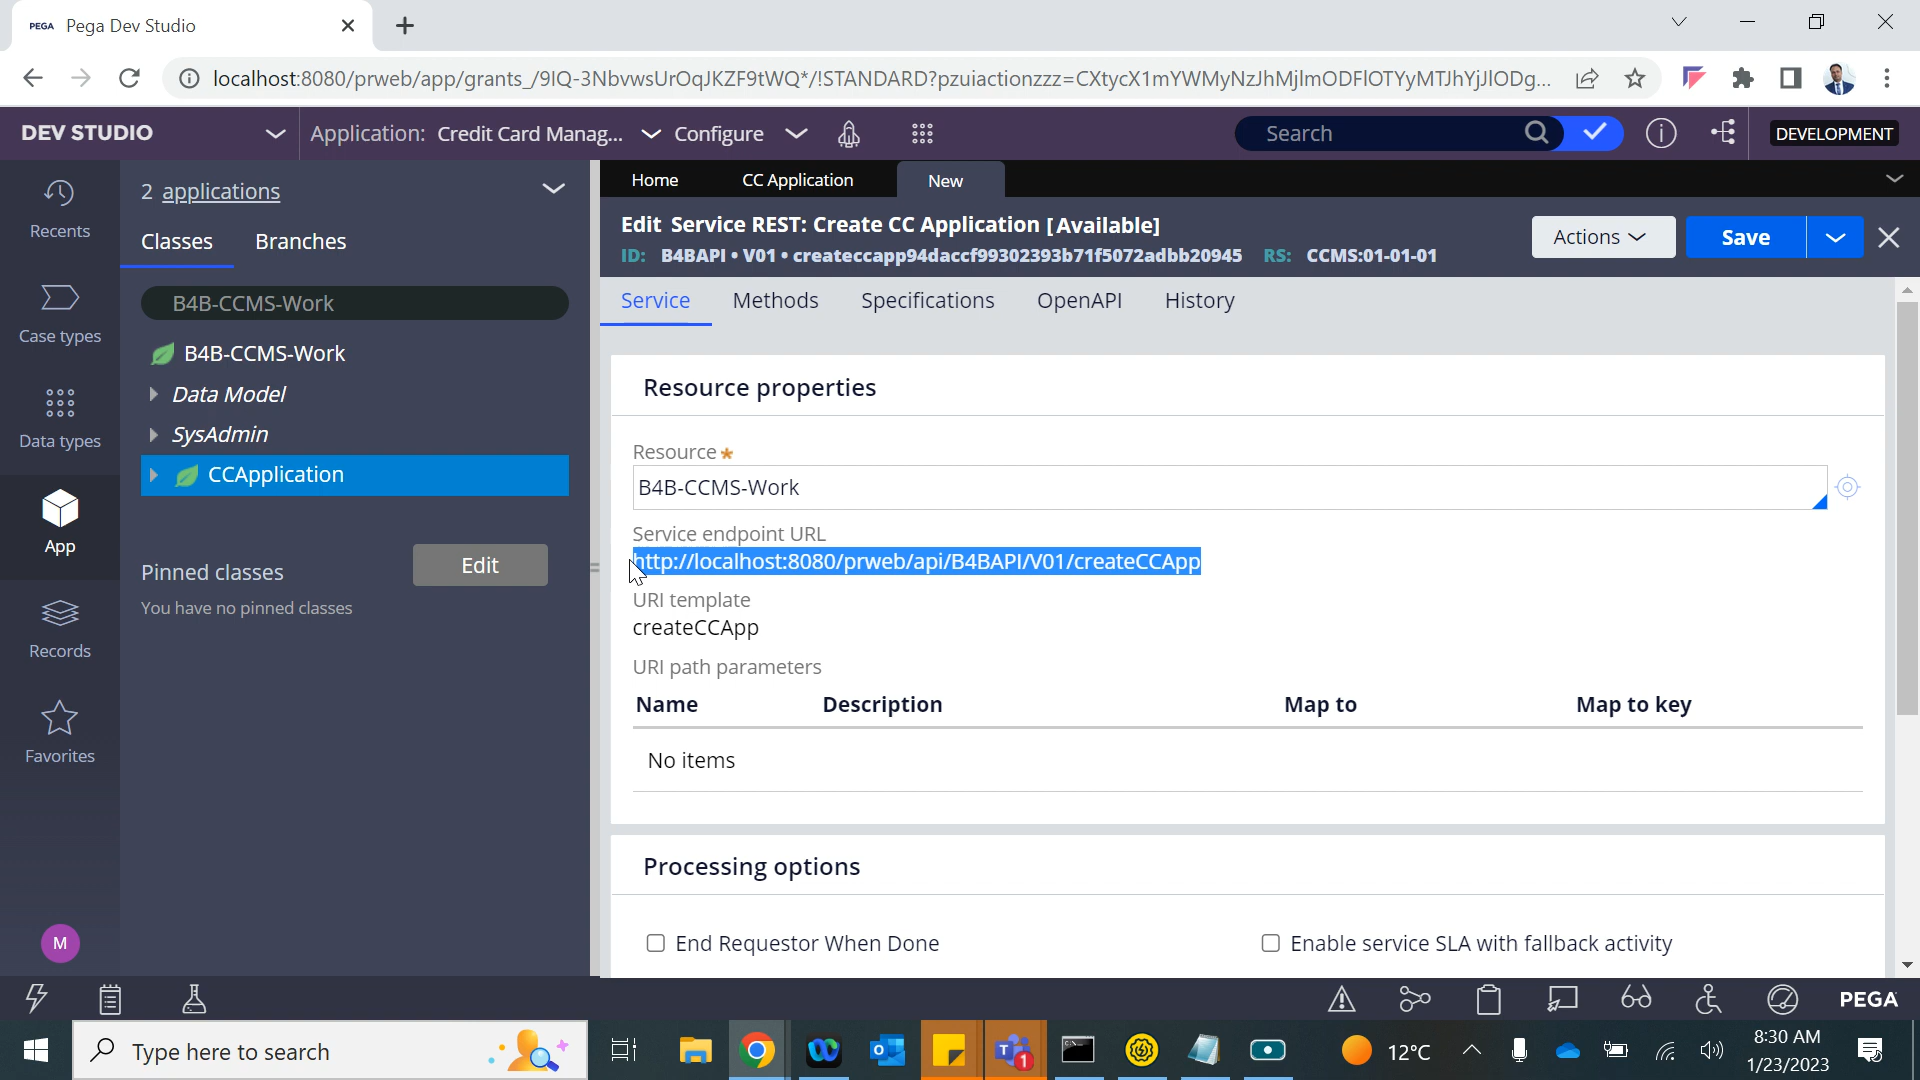 PEGA Pega Dev Studio
localhost:8080/prweb/app/grants_/9IQ-3NbvwsUrOqJKZF9tWQ*/!STANDARD?pzuiactionzzz=CXtycX1mYWMyNzJhMjlmODFlOTYyMTJhYjJlODg...
DEV STUDIO Application: Credit Card Manag... Configure Search DEVELOPMENT
2 applications Home CC Application New
Edit Service REST: Create CC Application [Available]
ID: B4BAPI • V01 • createccapp94daccf99302393b71f5072adbb20945 RS: CCMS:01-01-01
Actions Save
Recents
Case types
Data types
App
Records
Favorites
M
Classes Branches
B4B-CCMS-Work
B4B-CCMS-Work
Data Model
SysAdmin
CCApplication
Pinned classes Edit
You have no pinned classes
Service Methods Specifications OpenAPI History
Resource properties
Resource *
B4B-CCMS-Work
Service endpoint URL
http://localhost:8080/prweb/api/B4BAPI/V01/createCCApp
URI template
createCCApp
URI path parameters
Name Description Map to Map to key
No items
Processing options
End Requestor When Done Enable service SLA with fallback activity
PEGA
Type here to search 1 12°C 8:30 AM
1/23/2023